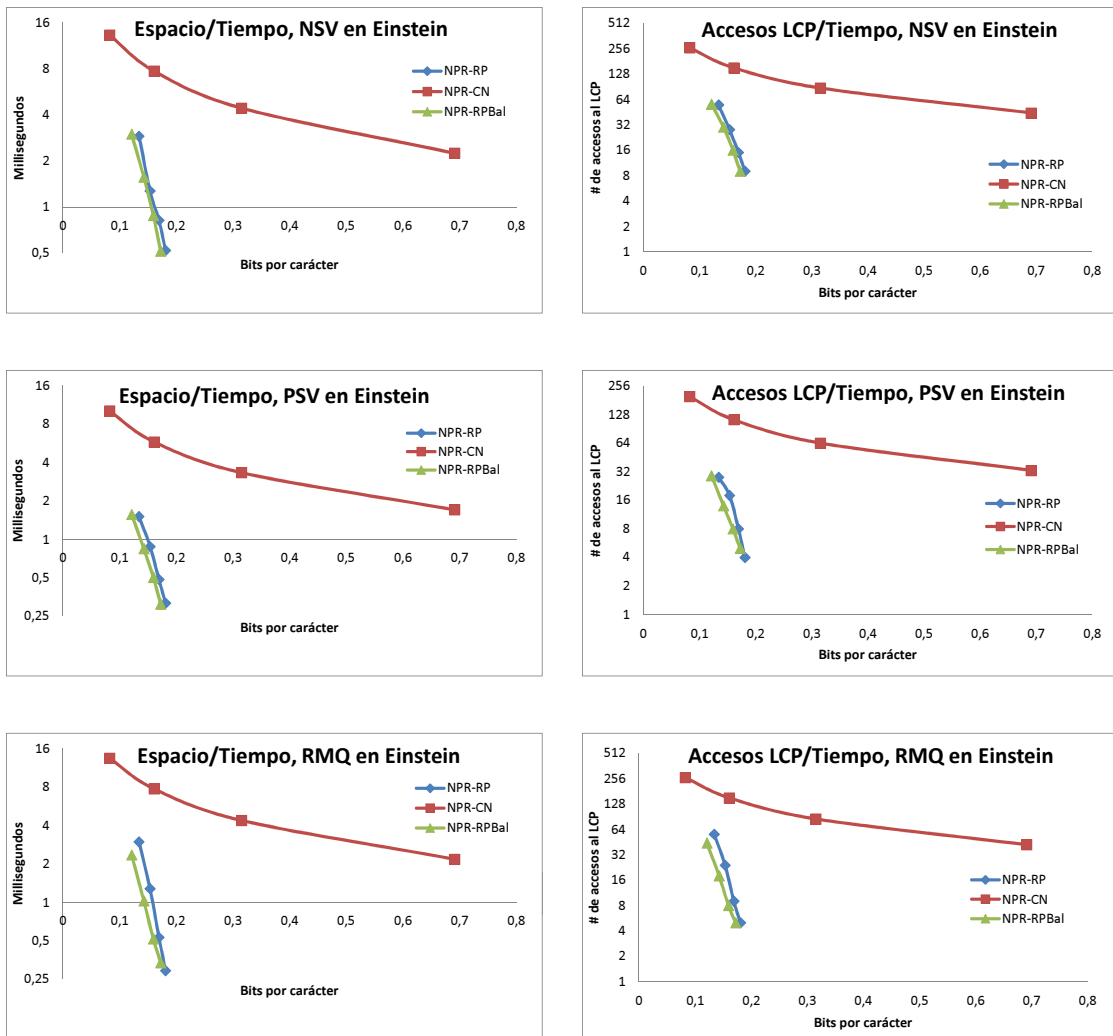 Espacio/Tiempo, NSV en Einstein
Millisegundos
16
8
4
2
1
0,5
0
0,1
0,2
0,3
0,4
0,5
0,6
0,7
0,8
Bits por carácter
NPR-RP
NPR-CN
NPR-RPBal
Accesos LCP/Tiempo, NSV en Einstein
# de accesos al LCP
512
256
128
64
32
16
8
4
2
1
0
0,1
0,2
0,3
0,4
0,5
0,6
0,7
0,8
Bits por carácter
NPR-RP
NPR-CN
NPR-RPBal
Espacio/Tiempo, PSV en Einstein
Millisegundos
16
8
4
2
1
0,5
0,25
0
0,1
0,2
0,3
0,4
0,5
0,6
0,7
0,8
Bits por carácter
NPR-RP
NPR-CN
NPR-RPBal
Accesos LCP/Tiempo, PSV en Einstein
# de accesos al LCP
256
128
64
32
16
8
4
2
1
0
0,1
0,2
0,3
0,4
0,5
0,6
0,7
0,8
Bits por carácter
NPR-RP
NPR-CN
NPR-RPBal
Espacio/Tiempo, RMQ en Einstein
Millisegundos
16
8
4
2
1
0,5
0,25
0
0,1
0,2
0,3
0,4
0,5
0,6
0,7
0,8
Bits por carácter
NPR-RP
NPR-CN
NPR-RPBal
Accesos LCP/Tiempo, RMQ en Einstein
# de accesos al LCP
512
256
128
64
32
16
8
4
2
1
0
0,1
0,2
0,3
0,4
0,5
0,6
0,7
0,8
Bits por carácter
NPR-RP
NPR-CN
NPR-RPBal